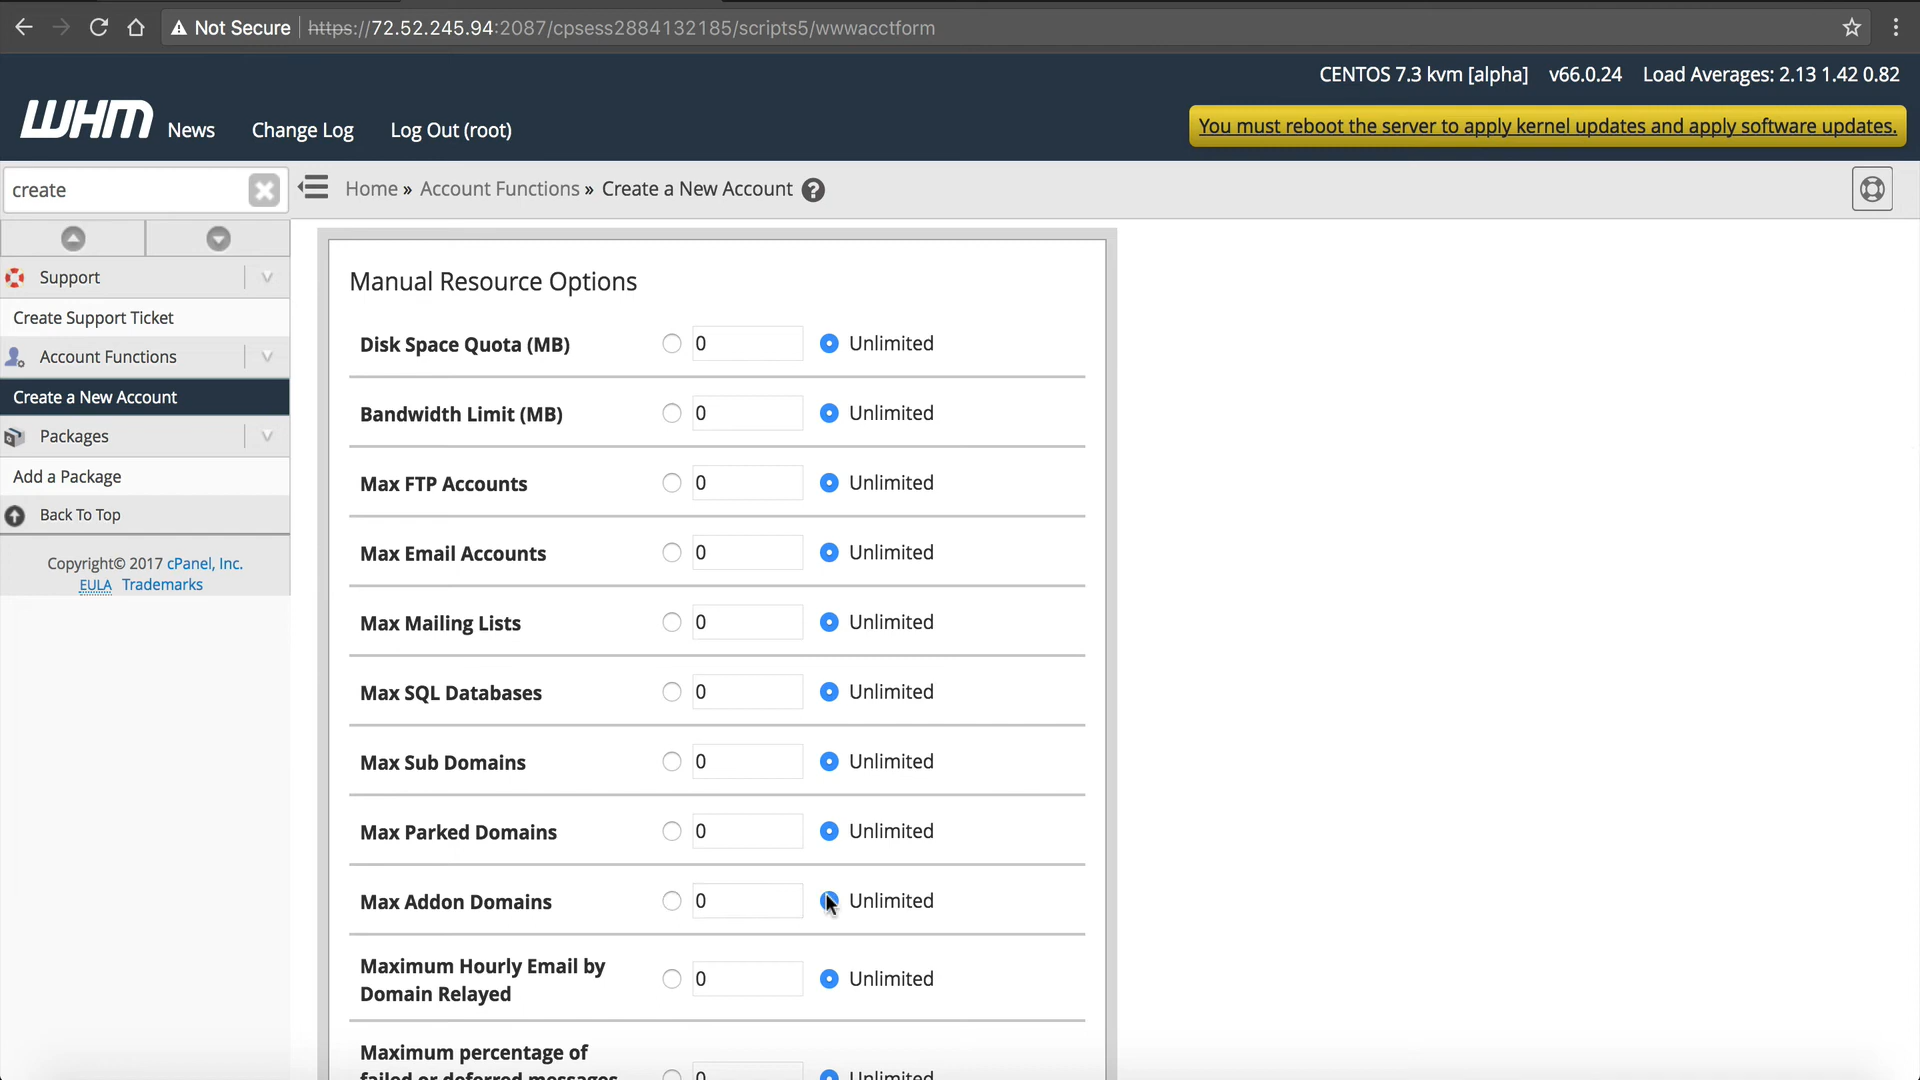 Not Secure https://72.52.245.94:2087/cpsess2884132185/scripts5/wwwacctform
CENTOS 7.3 kvm [alpha] v66.0.24 Load Averages: 2.13 1.42 0.82
WHM News Change Log Log Out (root)
You must reboot the server to apply kernel updates and apply software updates.
create
Home » Account Functions » Create a New Account
Support
Create Support Ticket
Account Functions
Create a New Account
Packages
Add a Package
Back To Top
Copyright© 2017 cPanel, Inc.
EULA Trademarks
Manual Resource Options
Disk Space Quota (MB) 0 Unlimited
Bandwidth Limit (MB) 0 Unlimited
Max FTP Accounts 0 Unlimited
Max Email Accounts 0 Unlimited
Max Mailing Lists 0 Unlimited
Max SQL Databases 0 Unlimited
Max Sub Domains 0 Unlimited
Max Parked Domains 0 Unlimited
Max Addon Domains 0 Unlimited
Maximum Hourly Email by
Domain Relayed 0 Unlimited
Maximum percentage of
failed or deferred messages 0 Unlimited